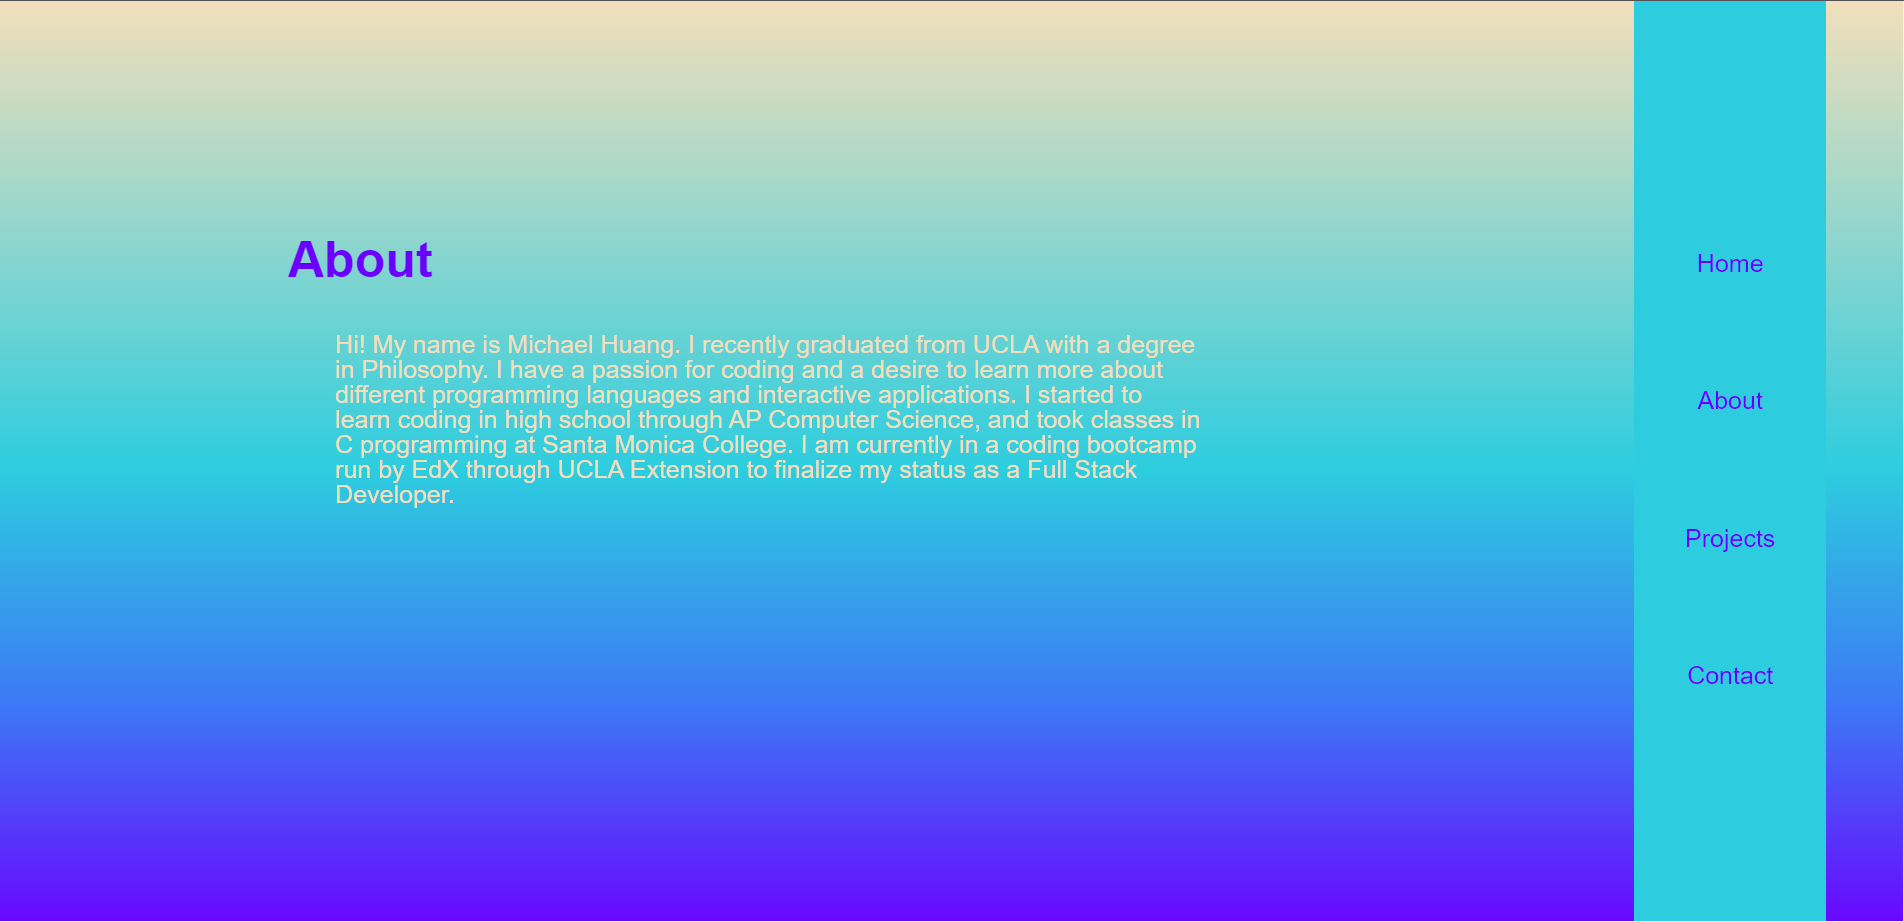 About
Hi! My name is Michael Huang. I recently graduated from UCLA with a degree
in Philosophy. I have a passion for coding and a desire to learn more about
different programming languages and interactive applications. I started to
learn coding in high school through AP Computer Science, and took classes in
C programming at Santa Monica College. I am currently in a coding bootcamp
run by EdX through UCLA Extension to finalize my status as a Full Stack
Developer.
Home
About
Projects
Contact